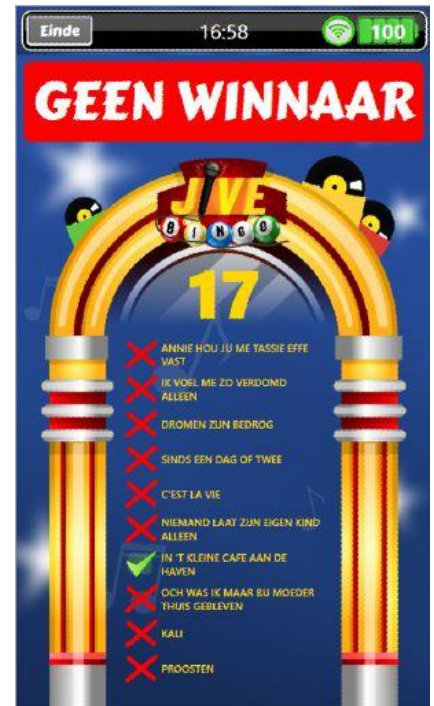 Einde
16:58
100
GEEN WINNAAR
JIVE
BINGO
17
ANNIE HOU JIJ ME TASSIE EFFE
VAST
IK VOEL ME ZO VERDOMD
ALLEEN
DROMEN ZIJN BEDROG
SINDS EEN DAG OF TWEE
C'EST LA VIE
NIEMAND LAAT ZIJN EIGEN KIND
ALLEEN
IN 'T KLEINE CAFE AAN DE
HAVEN
OCH WAS IK MAAR BIJ MOEDER
THUIS GEBLEVEN
KALI
PROOSTEN